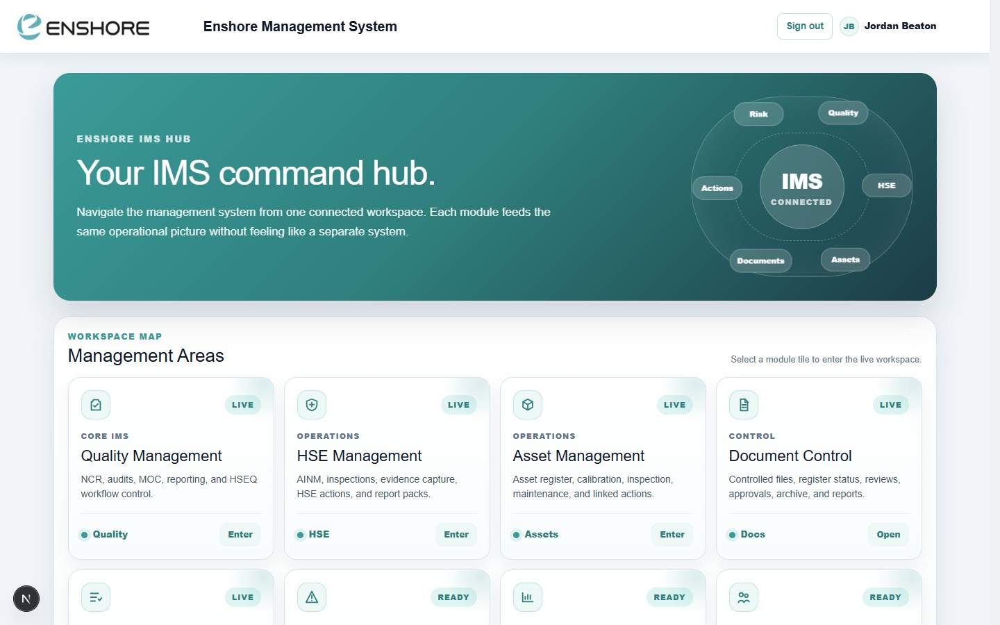 ENSHORE
Enshore Management System
Sign out
JB
Jordan Beaton
ENSHORE IMS HUB
Your IMS command hub.
Navigate the management system from one connected workspace. Each module feeds the
same operational picture without feeling like a separate system.
Risk
Quality
Actions
IMS
CONNECTED
HSE
Documents
Assets
WORKSPACE MAP
Management Areas
Select a module tile to enter the live workspace.
LIVE
CORE IMS
Quality Management
NCR, audits, MOC, reporting, and HSEQ
workflow control.
Quality
Enter
LIVE
OPERATIONS
HSE Management
AINM, inspections, evidence capture,
HSE actions, and report packs.
HSE
Enter
LIVE
OPERATIONS
Asset Management
Asset register, calibration, inspection,
maintenance, and linked actions.
Assets
Enter
LIVE
CONTROL
Document Control
Controlled files, register status, reviews,
approvals, archive, and reports.
Docs
Open
LIVE
READY
READY
READY
N